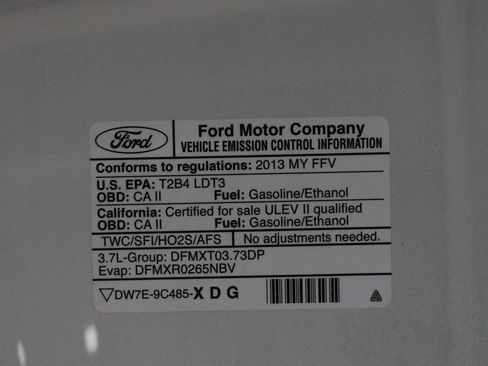 Ford
Ford Motor Company
VEHICLE EMISSION CONTROL INFORMATION
Conforms to regulations: 2013 MY FFV
U.S. EPA: T2B4 LDT3
OBD: CA II Fuel: Gasoline/Ethanol
California: Certified for sale ULEV II qualified
OBD: CA II Fuel: Gasoline/Ethanol
TWC/SFI/HO2S/AFS No adjustments needed.
3.7L-Group: DFMXT03.73DP
Evap: DFMXR0265NBV
DW7E-9C485-X D G